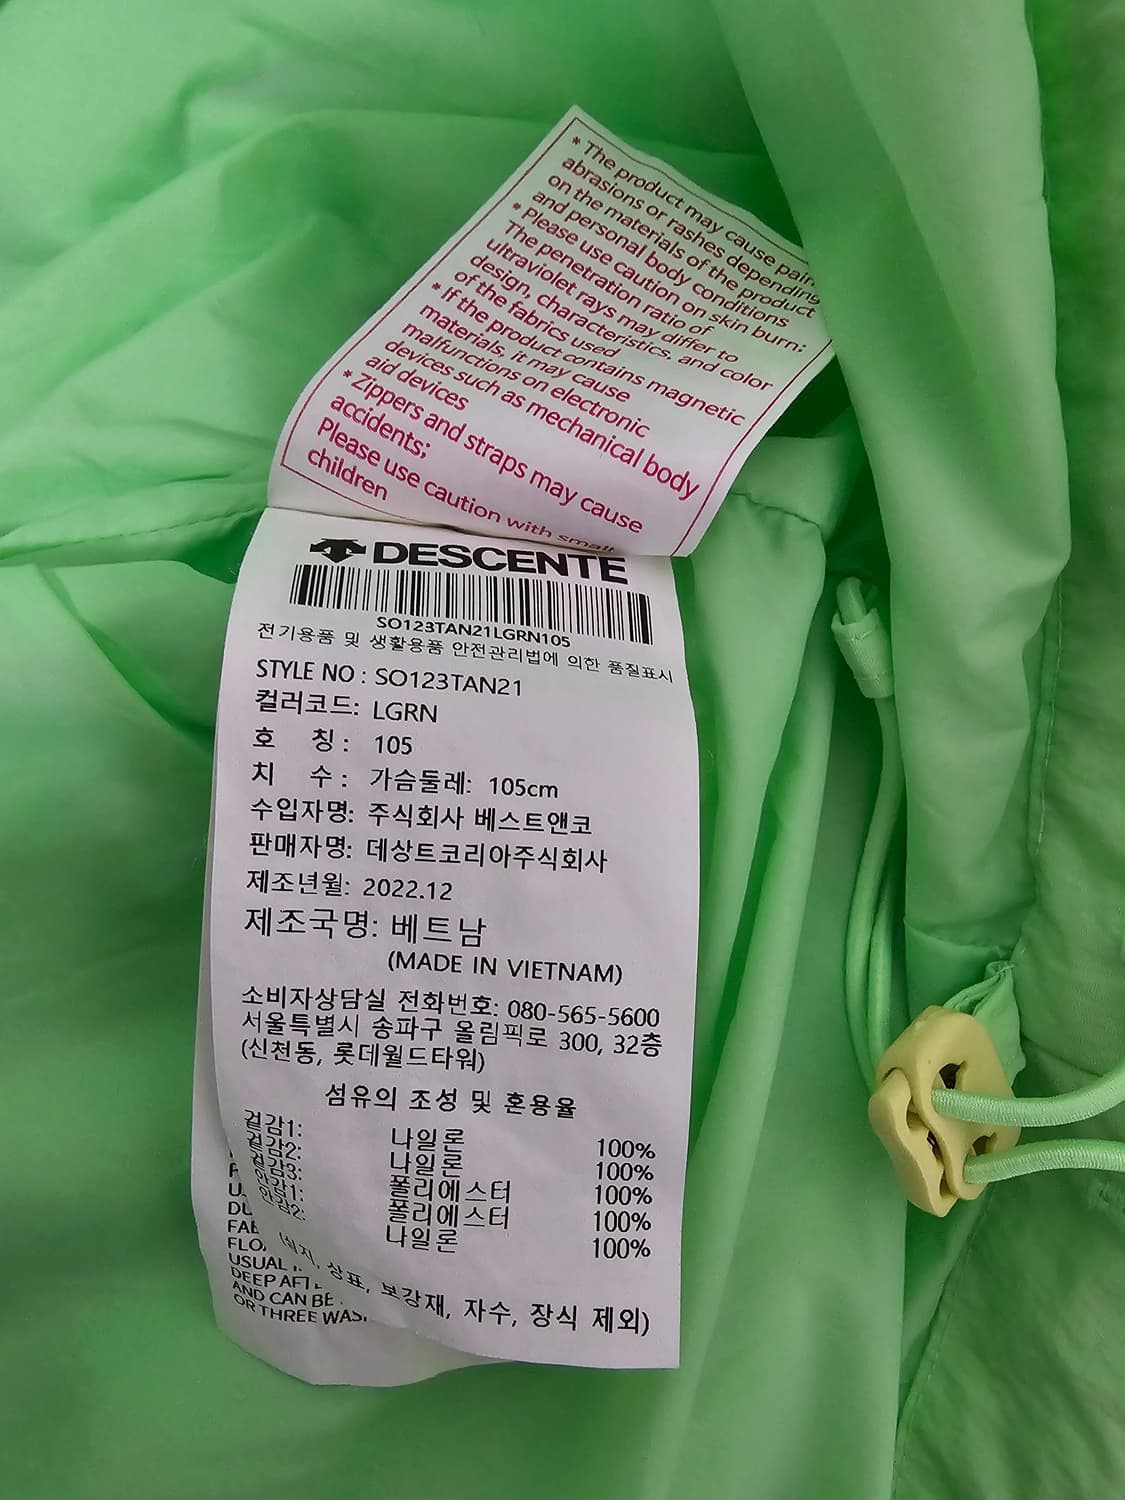 * The product may cause pain,
abrasions or rashes depending
on the materials of the product
and personal body conditions
* Please use caution on skin burn:
The penetration ratio of
ultraviolet rays may differ to
design, characteristics, and color
of the fabrics used
* If the product contains magnetic
materials, it may cause
malfunctions on electronic
devices such as mechanical body
aid devices
* Zippers and straps may cause
accidents;
Please use caution with small
children
DESCENTE
SO123TAN21LGRN105
전기용품 및 생활용품 안전관리법에 의한 품질표시
STYLE NO : SO123TAN21
컬러코드: LGRN
호 칭 : 105
치 수 : 가슴둘레: 105cm
수입자명: 주식회사 베스트앤코
판매자명: 데상트코리아주식회사
제조년월: 2022.12
제조국명: 베트남
(MADE IN VIETNAM)
소비자상담실 전화번호: 080-565-5600
서울특별시 송파구 올림픽로 300, 32층
(신천동, 롯데월드타워)
섬유의 조성 및 혼용율
겉감1: 나일론 100%
겉감2: 나일론 100%
겉감3: 폴리에스터 100%
안감1: 폴리에스터 100%
안감2: 나일론 100%
상표, 보강재, 자수, 장식 제외)
USUAL
DEEP
AND CAN BE
OR THREE